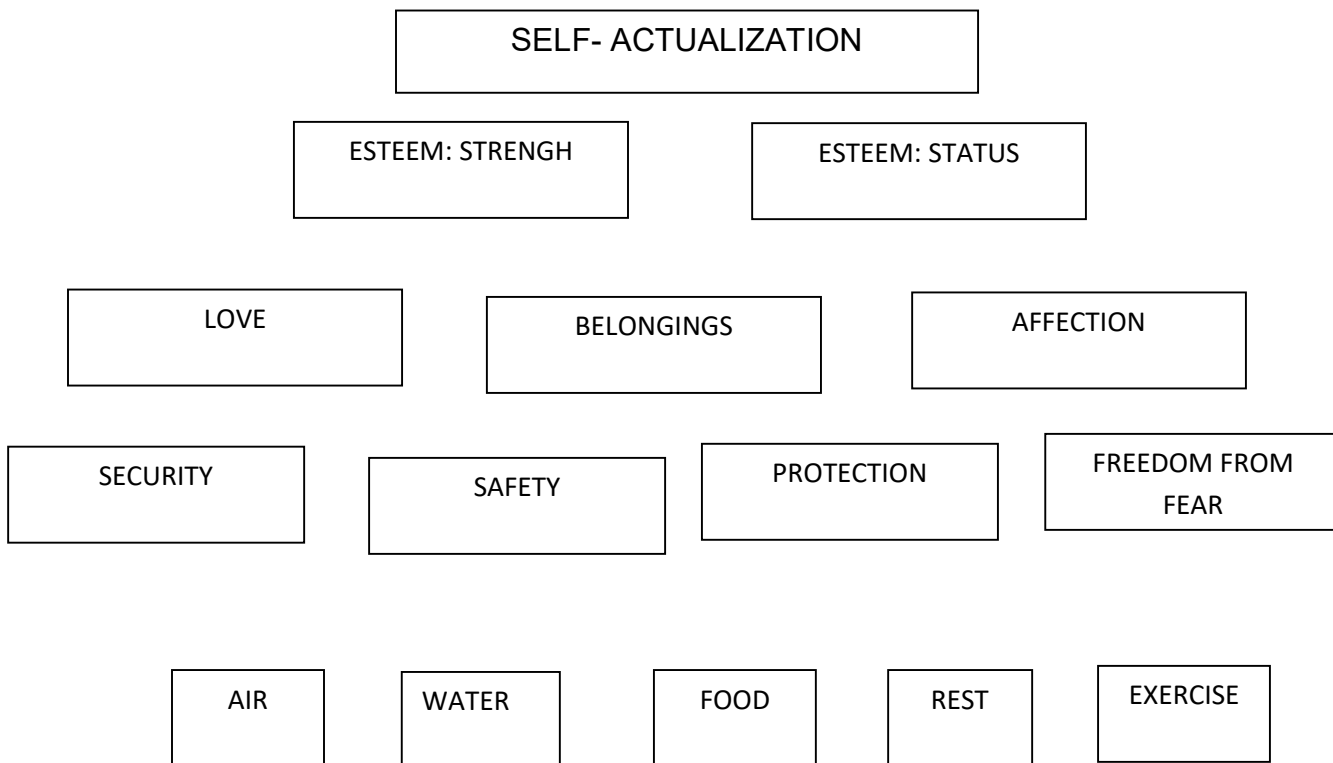 SELF- ACTUALIZATION
ESTEEM: STRENGH
ESTEEM: STATUS
LOVE
BELONGINGS
AFFECTION
SECURITY
SAFETY
PROTECTION
FREEDOM FROM
FEAR
AIR
WATER
FOOD
REST
EXERCISE